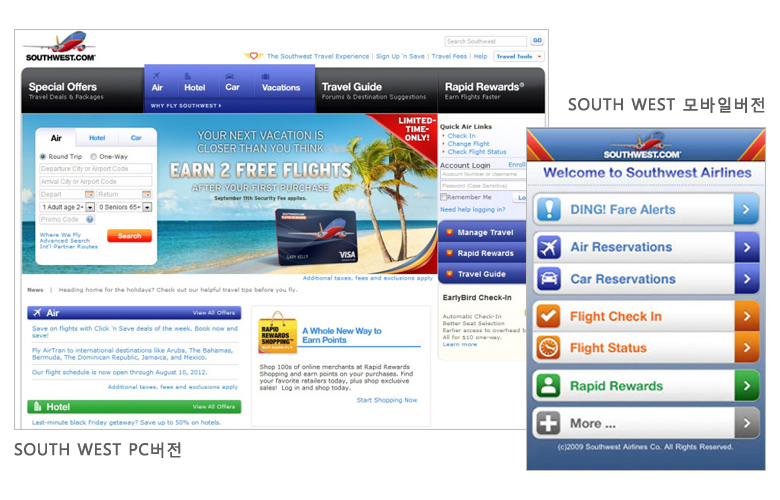 SOUTHWEST.COM®
Search Southwest GO
The Southwest Travel Experience | Sign Up 'n Save | Travel Fees | Help Travel Tools
Special Offers
Travel Deals & Packages
Air Hotel Car Vacations
WHY FLY SOUTHWEST
Travel Guide
Forums & Destination Suggestions
Rapid Rewards®
Earn Flights Faster
Air Hotel Car
Round Trip One-Way
Departure City or Airport Code
Arrival City or Airport Code
Depart Return
1 Adult age 2+ 0 Seniors 65+
Promo Code
Where We Fly
Advanced Search
Int'l Partner Routes
Search
YOUR NEXT VACATION IS
CLOSER THAN YOU THINK
EARN 2 FREE FLIGHTS
AFTER YOUR FIRST PURCHASE
September 11th Security Fee applies.
LIMITED-
TIME-
ONLY!
VISA
Additional taxes, fees and exclusions apply
Quick Air Links
Check In
Change Flight
Check Flight Status
Account Login Enroll
Account Number or Username
Password (Case Sensitive)
Remember Me
Need help logging in?
Manage Travel
Rapid Rewards
Travel Guide
EarlyBird Check-In
Automatic Check-In
Better Seat Selection
Earlier access to overhead b
All for $10 one-way.
Learn more
News | Heading home for the holidays? Check out our helpful travel tips before you fly.
Air View All Offers
Save on flights with Click 'n Save deals of the week. Book now and
save!
Fly AirTran to international destinations like Aruba, The Bahamas,
Bermuda, The Dominican Republic, Jamaica, and Mexico.
Our flight schedule is now open through August 10, 2012.
Additional taxes, fees and exclusions apply
Hotel View All Offers
Last-minute black Friday getaway? Save up to 50% on hotels.
RAPID
REWARDS
SHOPPING
A Whole New Way to
Earn Points
Shop 100s of online merchants at Rapid Rewards
Shopping and earn points on your purchases. Find
your favorite retailers today, plus shop exclusive
sales! Log in and shop today.
Start Shopping Now
SOUTH WEST PC버전
SOUTH WEST 모바일버전
SOUTHWEST.COM®
Welcome to Southwest Airlines
DING! Fare Alerts
Air Reservations
Car Reservations
Flight Check In
Flight Status
Rapid Rewards
More ...
(c)2009 Southwest Airlines Co. All Rights Reserved.